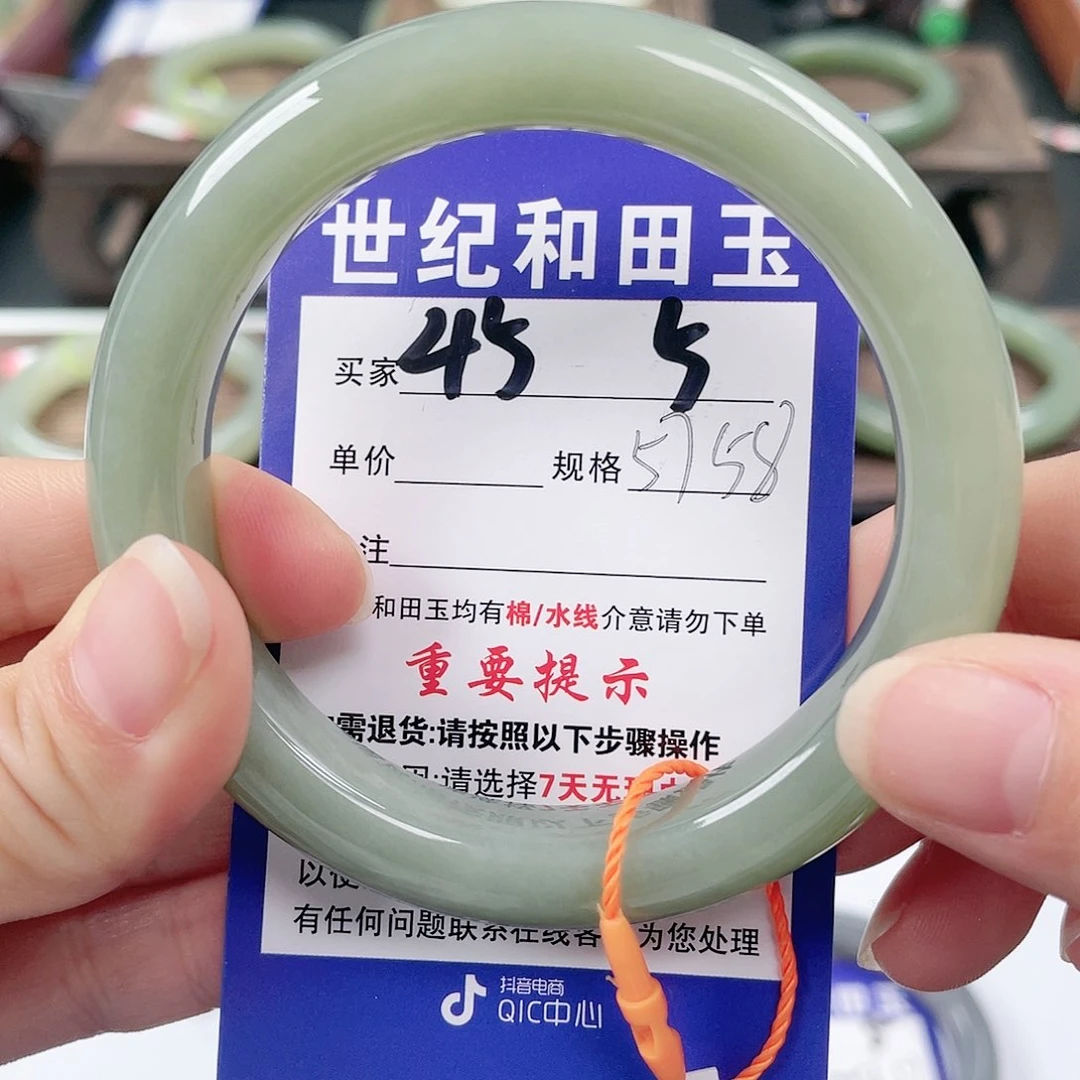 世纪和田玉
买家 45 5
单价 规格 5758
注
和田玉均有棉/水线介意请勿下单
重要提示
需退货:请按照以下步骤操作
:请选择7天无理
以便
有任何问题联系在线客 为您处理
抖音电商
QIC中心